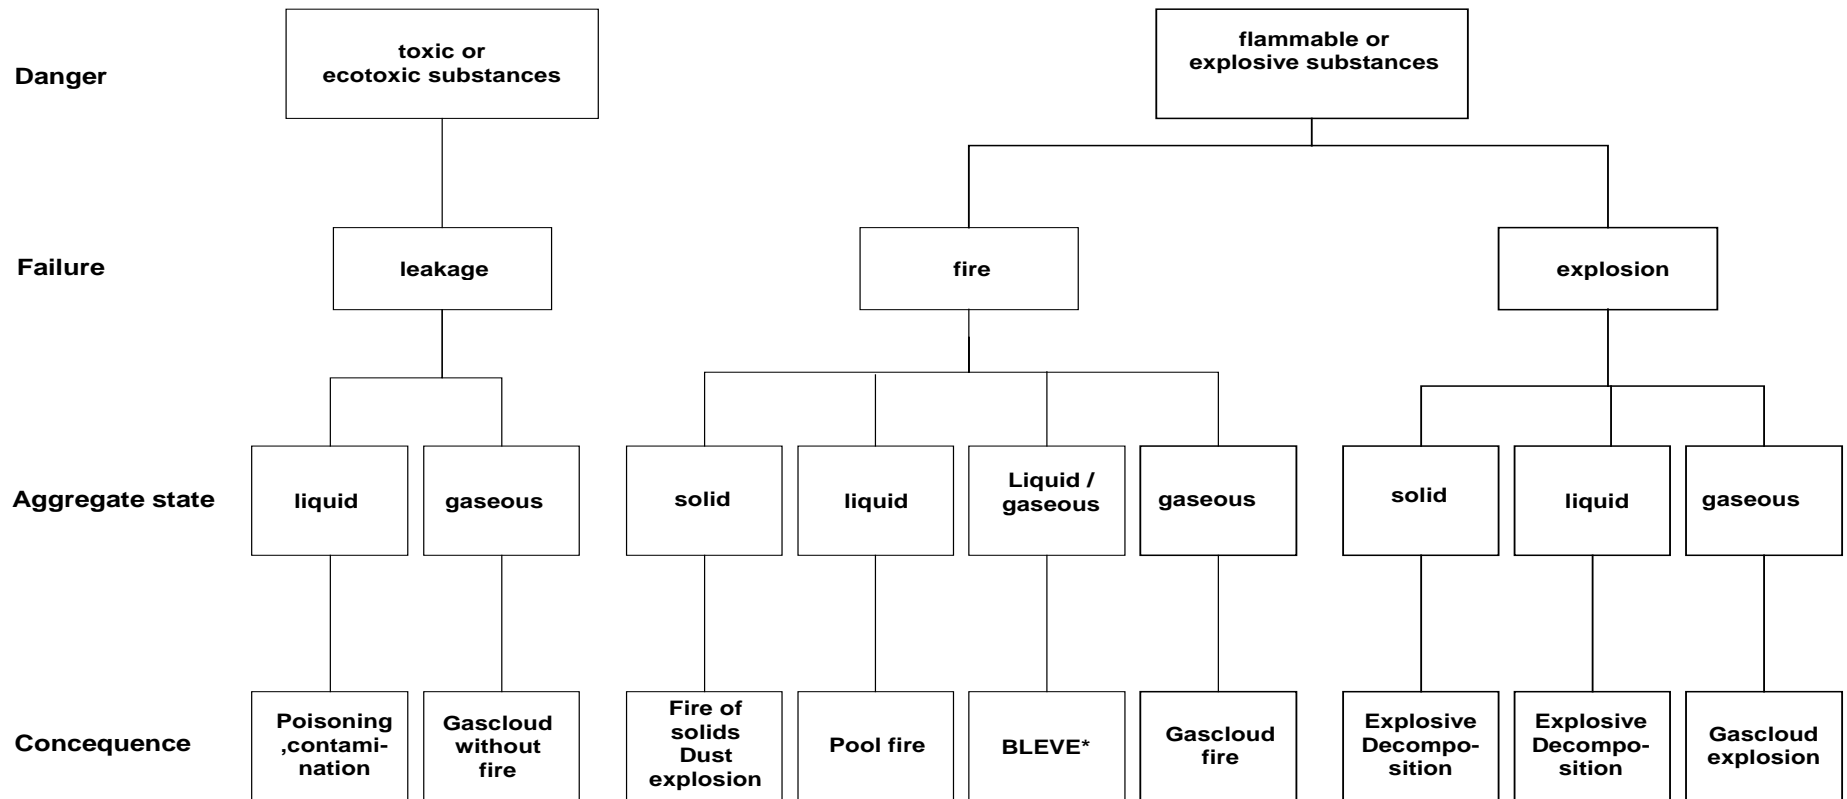 Danger
toxic or
ecotoxic substances
flammable or
explosive substances
Failure
leakage
fire
explosion
Aggregate state
liquid
gaseous
solid
liquid
Liquid /
gaseous
gaseous
solid
liquid
gaseous
Concequence
Poisoning
,contami-
nation
Gascloud
without
fire
Fire of
solids
Dust
explosion
Pool fire
BLEVE*
Gascloud
fire
Explosive
Decompo-
sition
Explosive
Decompo-
sition
Gascloud
explosion